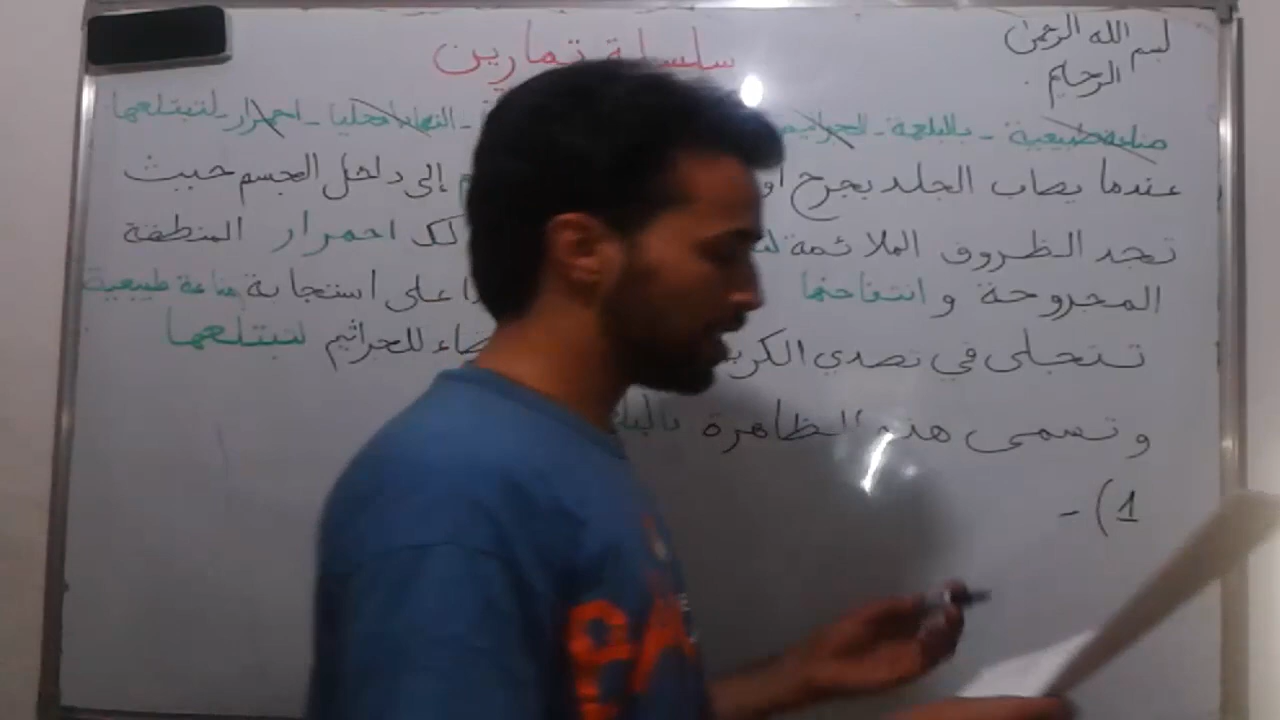 بسم الله الرحمن
الرحيم
سلسلة تمارين
مناعة طبيعية - بالبلعمة - الجراثيم - التهابا محليا - احمرار - لتبتلعها
عندما يصاب الجلد بجرح إلى داخل الجسم حيث
تجد الظروف الملائمة احمرار المنطقة
المجروحة و انتفاخها على استجابة مناعة طبيعية
تتجلى في تصدي للجراثيم لتبتلعها
و تسمى هذه الظاهرة
1) -